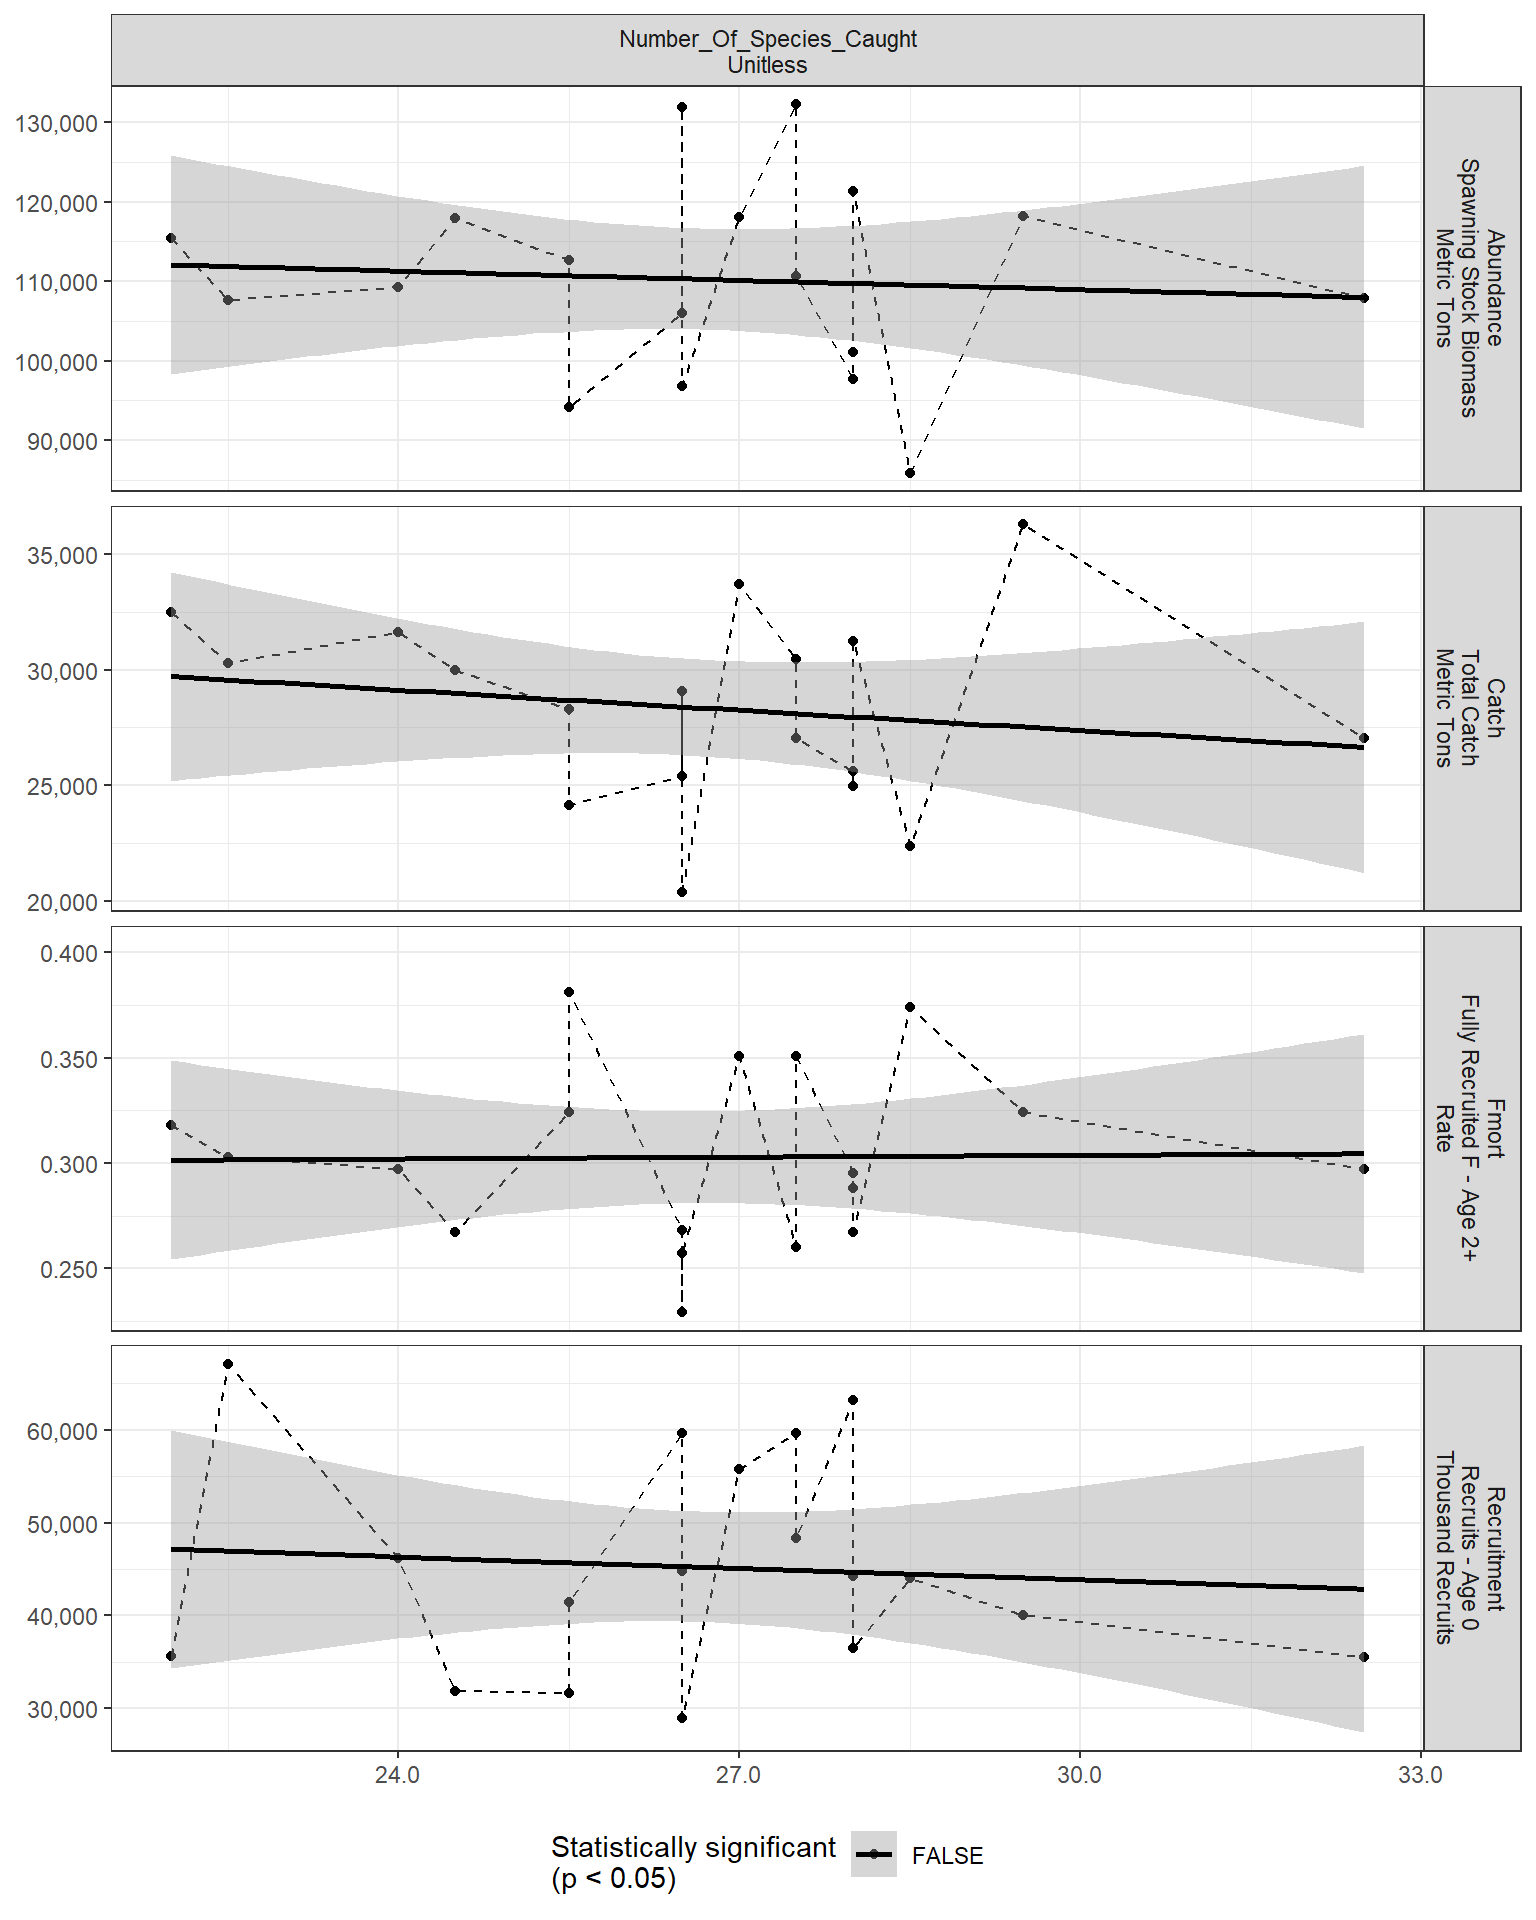 Number_Of_Species_Caught
Unitless
130,000
120,000
110,000
100,000
90,000
Abundance
Spawning Stock Biomass
Metric Tons
35,000
30,000
25,000
20,000
Catch
Total Catch
Metric Tons
0.400
0.350
0.300
0.250
Fmort
Fully Recruited F - Age 2+
Rate
60,000
50,000
40,000
30,000
Recruitment
Recruits - Age 0
Thousand Recruits
24.0
27.0
30.0
33.0
Statistically significant
(p < 0.05)
FALSE